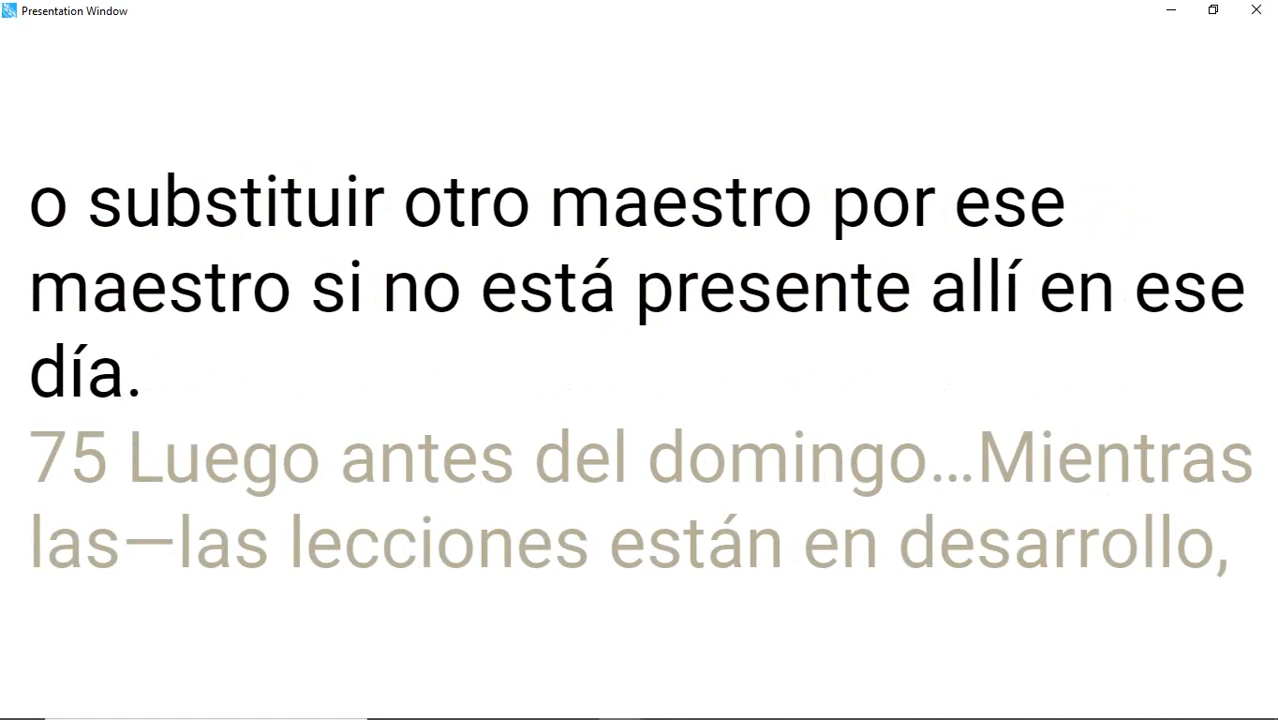 Presentation Window
o substituir otro maestro por ese
maestro si no está presente allí en ese
día.
75 Luego antes del domingo…Mientras
las—las lecciones están en desarrollo,